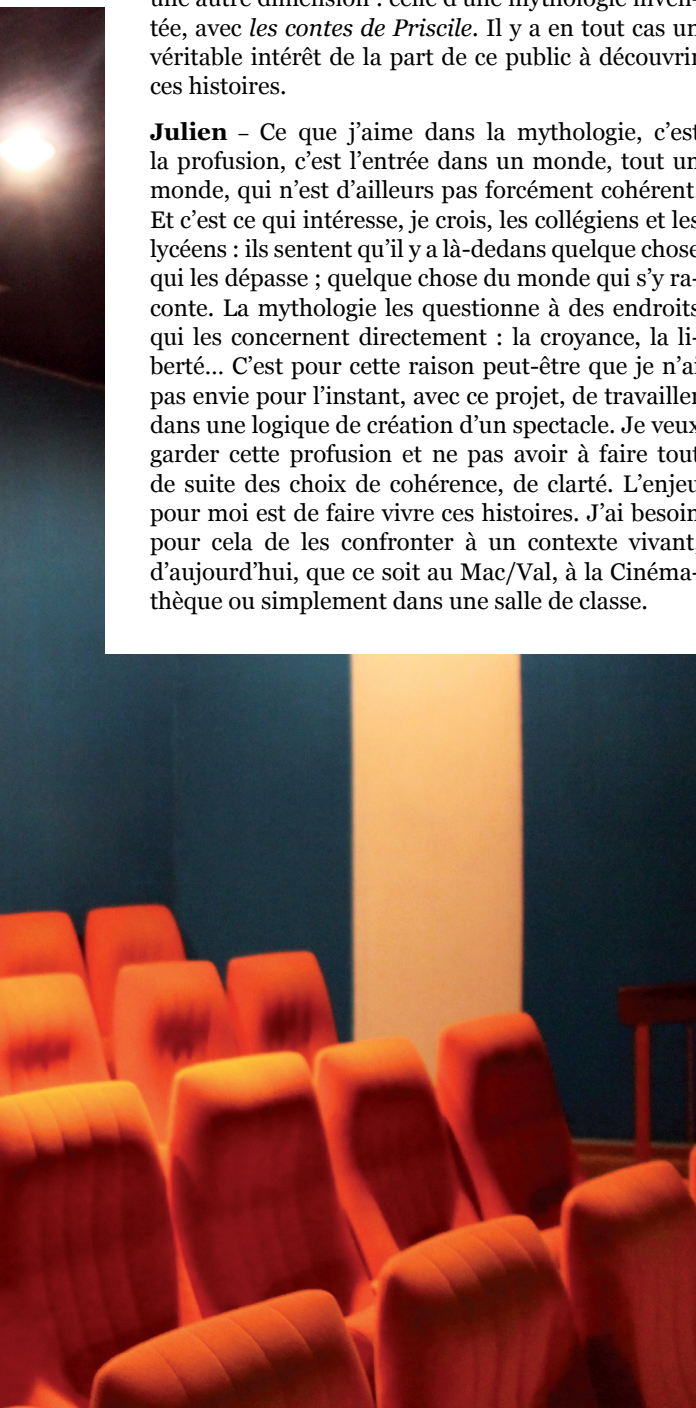 une autre dimension : celle d'une mythologie inven-
tée, avec les contes de Priscile. Il y a en tout cas un
véritable intérêt de la part de ce public à découvrir
ces histoires.
Julien – Ce que j'aime dans la mythologie, c'est
la profusion, c'est l'entrée dans un monde, tout un
monde, qui n'est d'ailleurs pas forcément cohérent
Et c'est ce qui intéresse, je crois, les collégiens et les
lycéens : ils sentent qu'il y a là-dedans quelque chose
qui les dépasse ; quelque chose du monde qui s'y ra-
conte. La mythologie les questionne à des endroits
qui les concernent directement : la croyance, la li-
berté... C'est pour cette raison peut-être que je n'ai
pas envie pour l'instant, avec ce projet, de travailler
dans une logique de création d'un spectacle. Je veux
garder cette profusion et ne pas avoir à faire tout
de suite des choix de cohérence, de clarté. L'enjeu
pour moi est de faire vivre ces histoires. J'ai besoin
pour cela de les confronter à un contexte vivant,
d'aujourd'hui, que ce soit au Mac/Val, à la Cinéma-
thèque ou simplement dans une salle de classe.